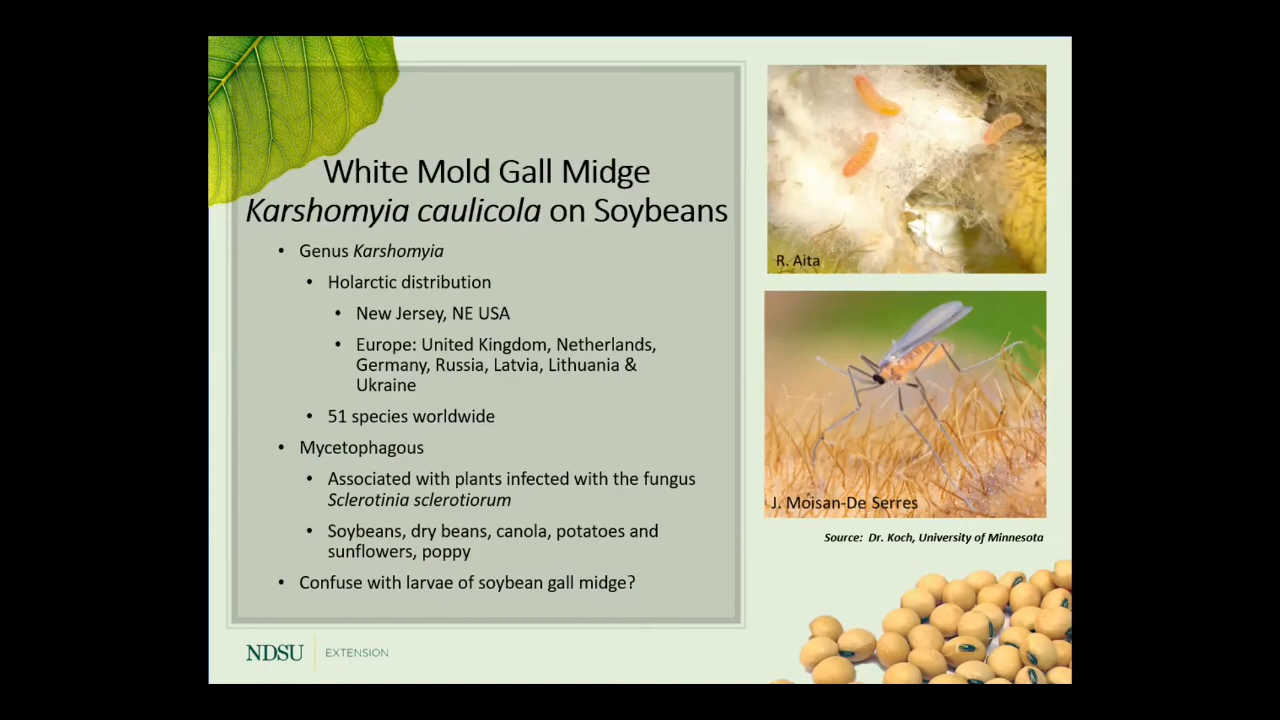 White Mold Gall Midge
Karshomyia caulicola on Soybeans
• Genus Karshomyia
• Holarctic distribution
• New Jersey, NE USA
• Europe: United Kingdom, Netherlands,
Germany, Russia, Latvia, Lithuania &
Ukraine
• 51 species worldwide
• Mycetophagous
• Associated with plants infected with the fungus
Sclerotinia sclerotiorum
• Soybeans, dry beans, canola, potatoes and
sunflowers, poppy
• Confuse with larvae of soybean gall midge?
R. Aita
J. Moisan-De Serres
Source: Dr. Koch, University of Minnesota
NDSU EXTENSION